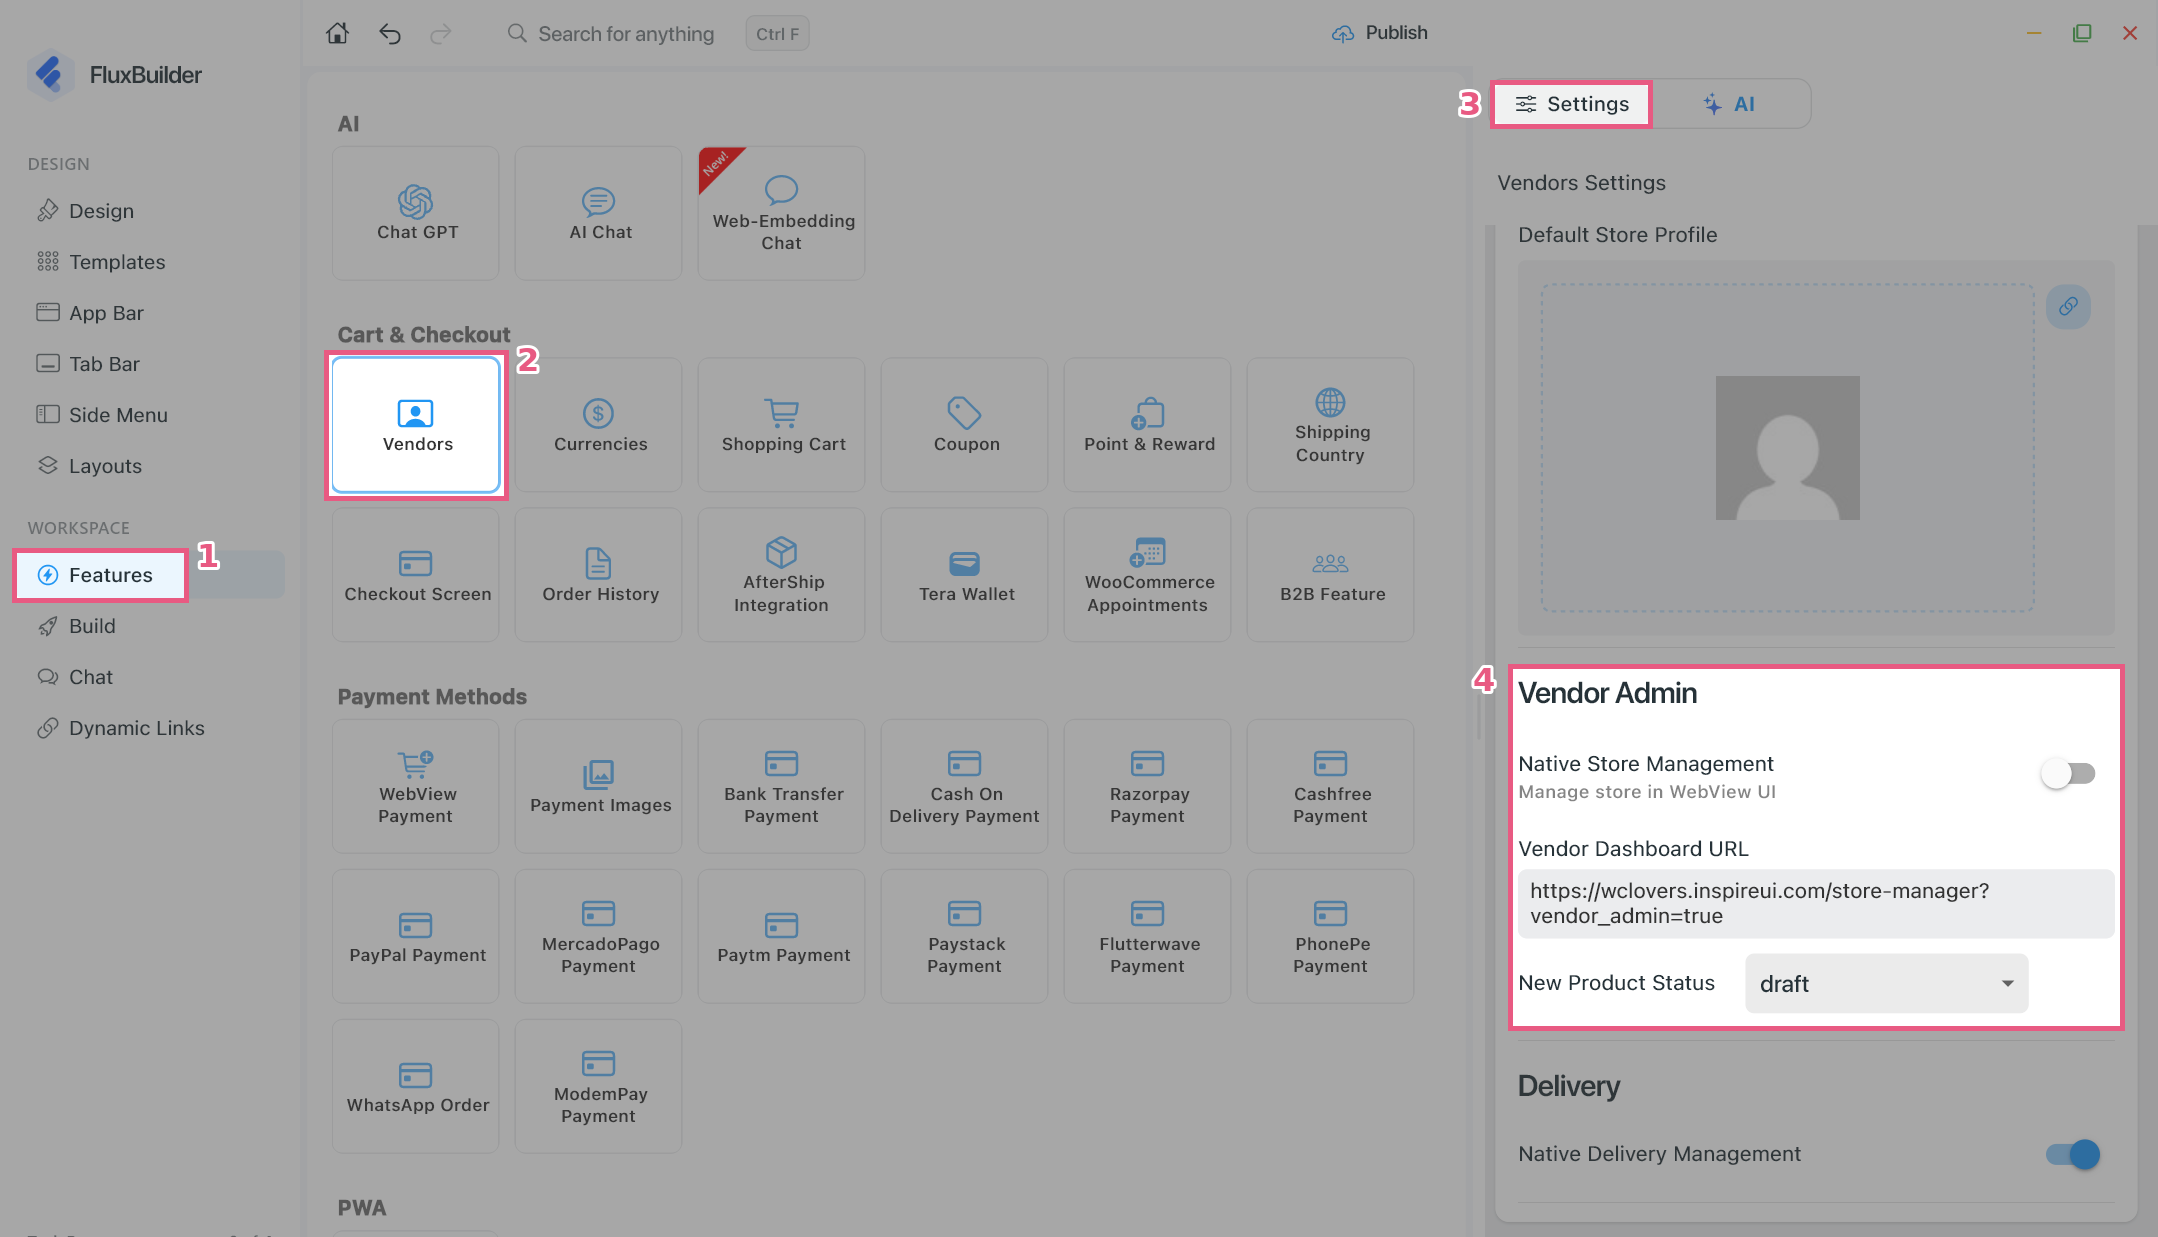 FluxBuilder
Search for anything
Ctrl F
Publish
DESIGN
Design
Templates
App Bar
Tab Bar
Side Menu
Layouts
WORKSPACE
1
Features
Build
Chat
Dynamic Links
AI
Chat GPT
AI Chat
New!
Web-Embedding
Chat
Cart & Checkout
2
Vendors
Currencies
Shopping Cart
Coupon
Point & Reward
Shipping
Country
Checkout Screen
Order History
AfterShip
Integration
Tera Wallet
WooCommerce
Appointments
B2B Feature
Payment Methods
WebView
Payment
Payment Images
Bank Transfer
Payment
Cash On
Delivery Payment
Razorpay
Payment
Cashfree
Payment
PayPal Payment
MercadoPago
Payment
Paytm Payment
Paystack
Payment
Flutterwave
Payment
PhonePe
Payment
WhatsApp Order
ModemPay
Payment
PWA
3
Settings
AI
Vendors Settings
Default Store Profile
4
Vendor Admin
Native Store Management
Manage store in WebView UI
Vendor Dashboard URL
https://wclovers.inspireui.com/store-manager?
vendor_admin=true
New Product Status
draft
Delivery
Native Delivery Management